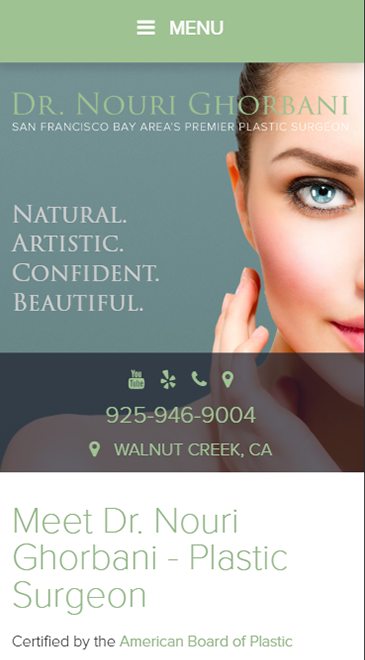 MENU
DR. NOURI GHORBANI
SAN FRANCISCO BAY AREA'S PREMIER PLASTIC SURGEON
NATURAL.
ARTISTIC.
CONFIDENT.
BEAUTIFUL.
You Tube
925-946-9004
WALNUT CREEK, CA
Meet Dr. Nouri
Ghorbani - Plastic
Surgeon
Certified by the American Board of Plastic